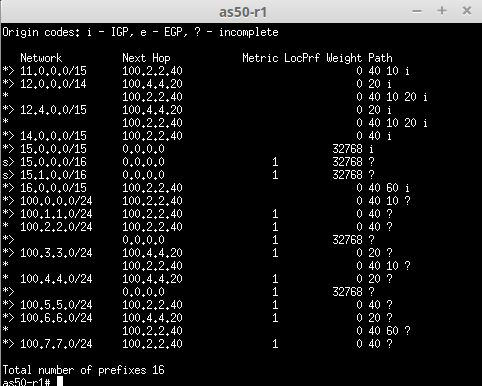 as50-r1
Origin codes: i - IGP, e - EGP, ? - incomplete
   Network          Next Hop            Metric LocPrf Weight Path
*> 11.0.0.0/15      100.2.2.40                             0 40 10 i
*> 12.0.0.0/14      100.4.4.20                             0 20 i
*                   100.2.2.40                             0 40 10 20 i
*> 12.4.0.0/15      100.4.4.20                             0 20 i
*                   100.2.2.40                             0 40 10 20 i
*> 14.0.0.0/15      100.2.2.40                             0 40 i
*> 15.0.0.0/15      0.0.0.0                            32768 i
s> 15.0.0.0/16      0.0.0.0                  1         32768 ?
s> 15.1.0.0/16      0.0.0.0                  1         32768 ?
*> 16.0.0.0/15      100.2.2.40                             0 40 60 i
*> 100.0.0.0/24     100.2.2.40                             0 40 10 ?
*> 100.1.1.0/24     100.2.2.40               1             0 40 ?
*  100.2.2.0/24     100.2.2.40               1             0 40 ?
*>                  0.0.0.0                  1         32768 ?
*> 100.3.3.0/24     100.4.4.20               1             0 20 ?
*                   100.2.2.40                             0 40 10 ?
*  100.4.4.0/24     100.4.4.20               1             0 20 ?
*>                  0.0.0.0                  1         32768 ?
*> 100.5.5.0/24     100.2.2.40               1             0 40 ?
*> 100.6.6.0/24     100.4.4.20               1             0 20 ?
*                   100.2.2.40                             0 40 60 ?
*> 100.7.7.0/24     100.2.2.40               1             0 40 ?
Total number of prefixes 16
as50-r1#